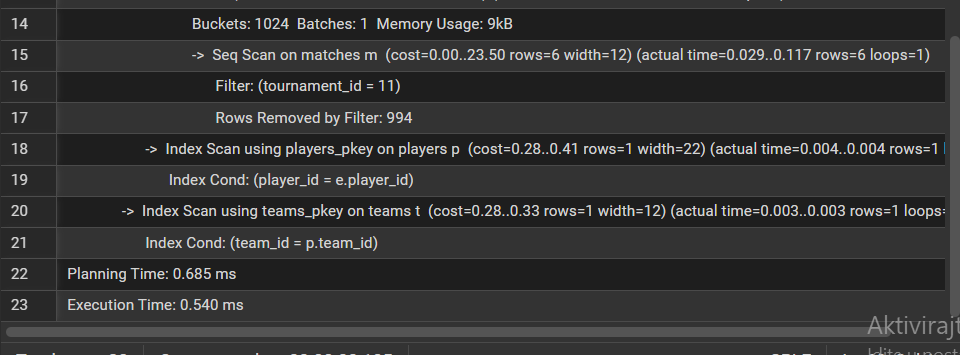 14 Buckets: 1024 Batches: 1 Memory Usage: 9kB
15 -> Seq Scan on matches m (cost=0.00..23.50 rows=6 width=12) (actual time=0.029..0.117 rows=6 loops=1)
16 Filter: (tournament_id = 11)
17 Rows Removed by Filter: 994
18 -> Index Scan using players_pkey on players p (cost=0.28..0.41 rows=1 width=22) (actual time=0.004..0.004 rows=1
19 Index Cond: (player_id = e.player_id)
20 -> Index Scan using teams_pkey on teams t (cost=0.28..0.33 rows=1 width=12) (actual time=0.003..0.003 rows=1 loops=
21 Index Cond: (team_id = p.team_id)
22 Planning Time: 0.685 ms
23 Execution Time: 0.540 ms
Aktivirajt